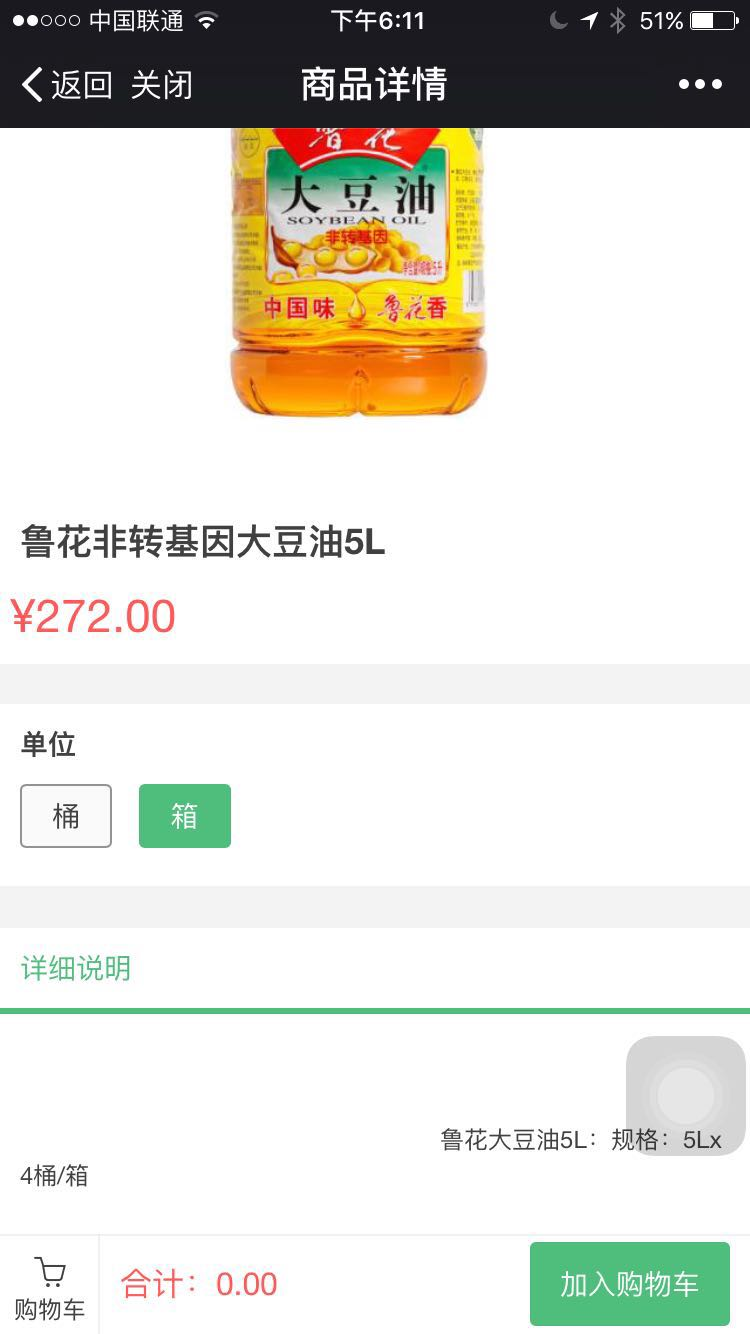 中国联通
下午6:11
51%
返回 关闭
商品详情
鲁花
大豆油
SOYBEAN OIL
非转基因
中国味 鲁花香
鲁花非转基因大豆油5L
¥272.00
单位
桶
箱
详细说明
鲁花大豆油5L：规格：5Lx
4桶/箱
购物车
合计：0.00
加入购物车